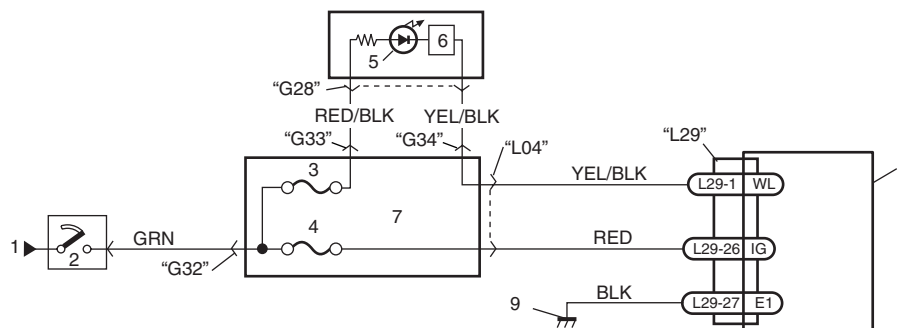 6
5
“G28”
RED/BLK YEL/BLK
“G33” “G34” “L04” “L29”
3
YEL/BLK L29-1 WL
4 7
1 2 GRN RED L29-26 IG
“G32”
9 BLK L29-27 E1